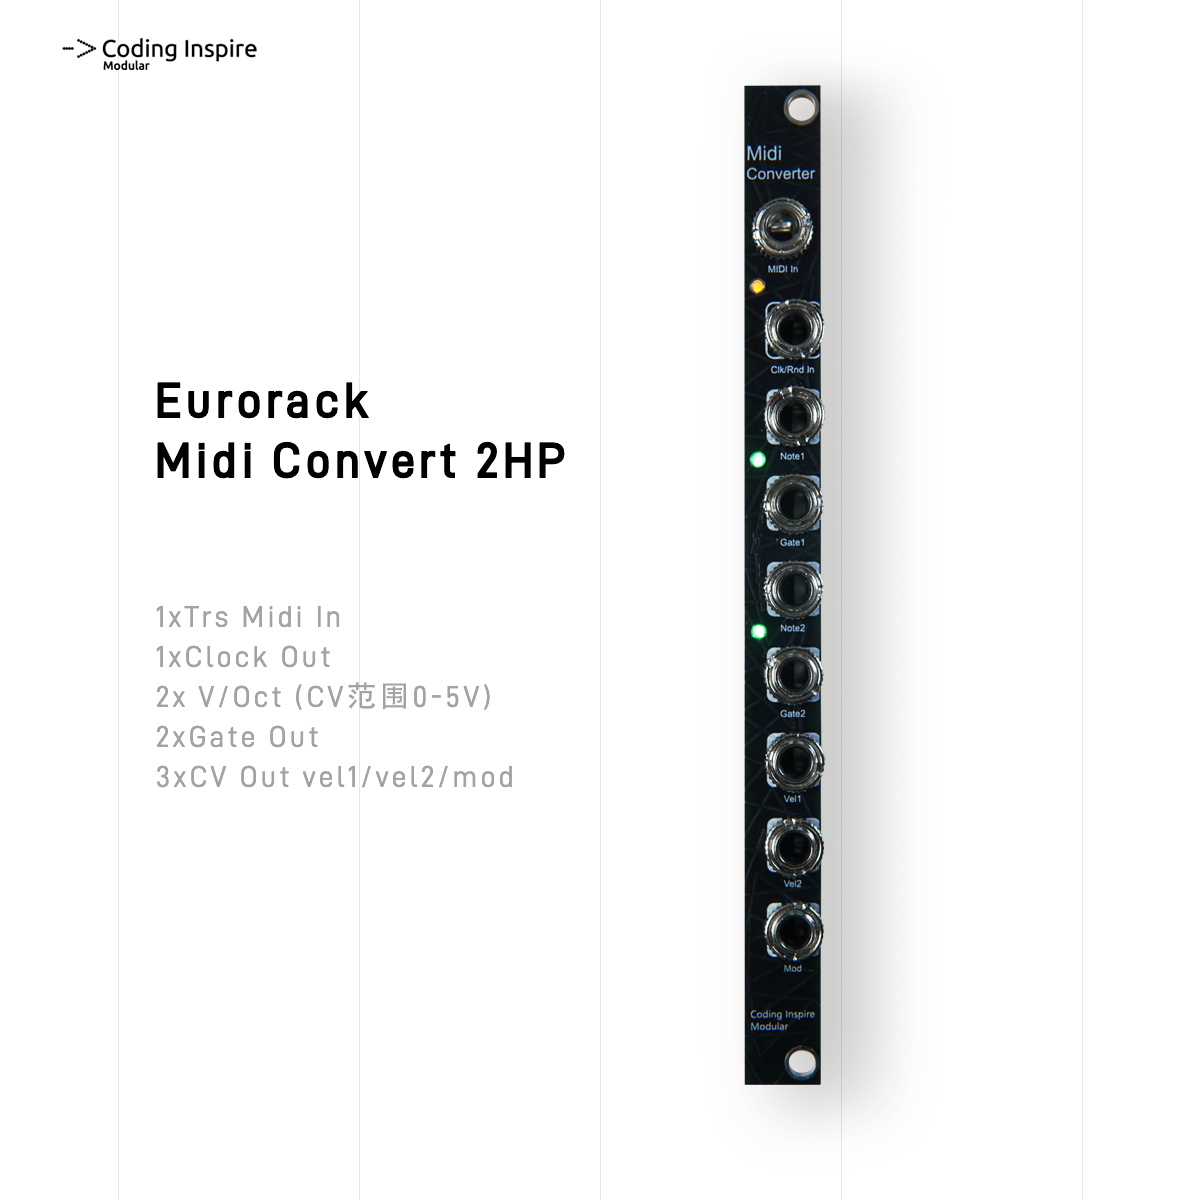 -> Coding Inspire
Modular
Eurorack
Midi Convert 2HP
1xTrs Midi In
1xClock Out
2x V/Oct (CV范围0-5V)
2xGate Out
3xCV Out vel1/vel2/mod
Midi
Converter
MIDI In
Clk/Rnd In
Note1
Gate1
Note2
Gate2
Vel1
Vel2
Mod
Coding Inspire
Modular